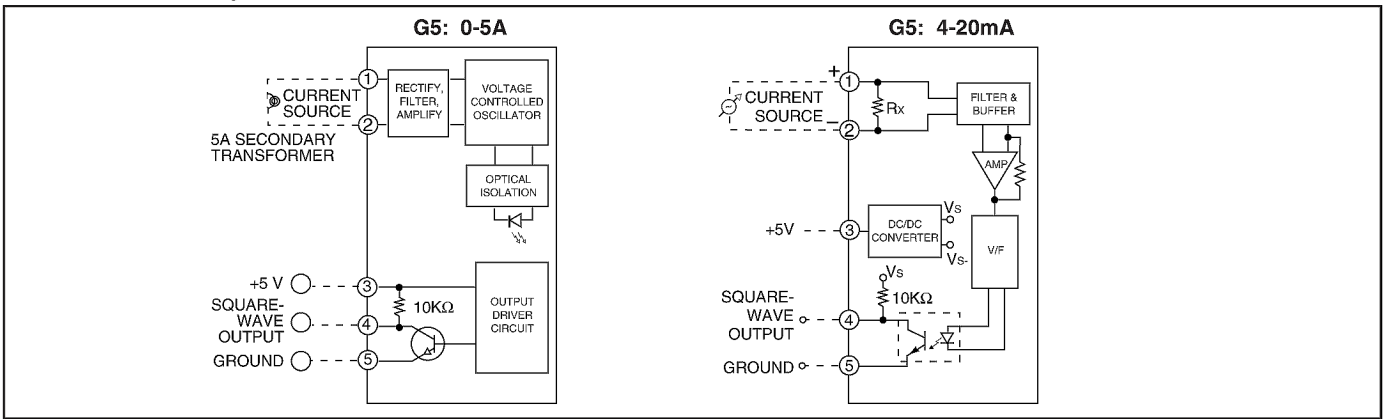 G5: 0-5A
1
2
CURRENT
SOURCE
5A SECONDARY
TRANSFORMER
RECTIFY,
FILTER,
AMPLIFY
VOLTAGE
CONTROLLED
OSCILLATOR
OPTICAL
ISOLATION
+5 V
3
10KΩ
SQUARE-
WAVE
OUTPUT
4
GROUND
5
OUTPUT
DRIVER
CIRCUIT
G5: 4-20mA
+
1
CURRENT
SOURCE
–
2
Rx
FILTER &
BUFFER
AMP
+5V
3
DC/DC
CONVERTER
Vs
Vs-
V/F
Vs
10KΩ
SQUARE-
WAVE
OUTPUT
4
GROUND
5